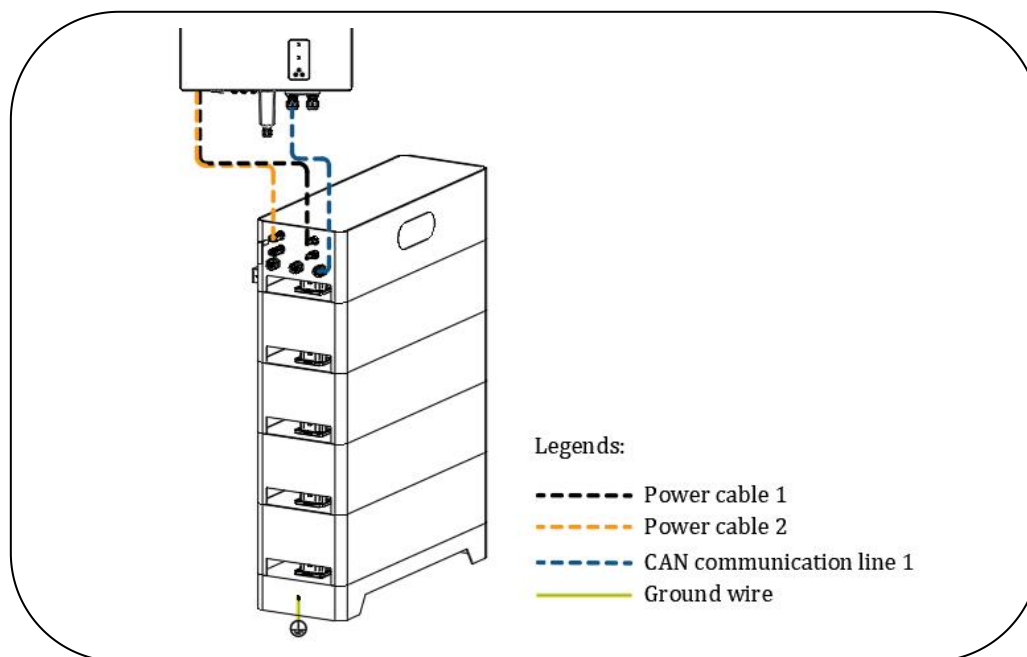 Legends:
Power cable 1
Power cable 2
CAN communication line 1
Ground wire